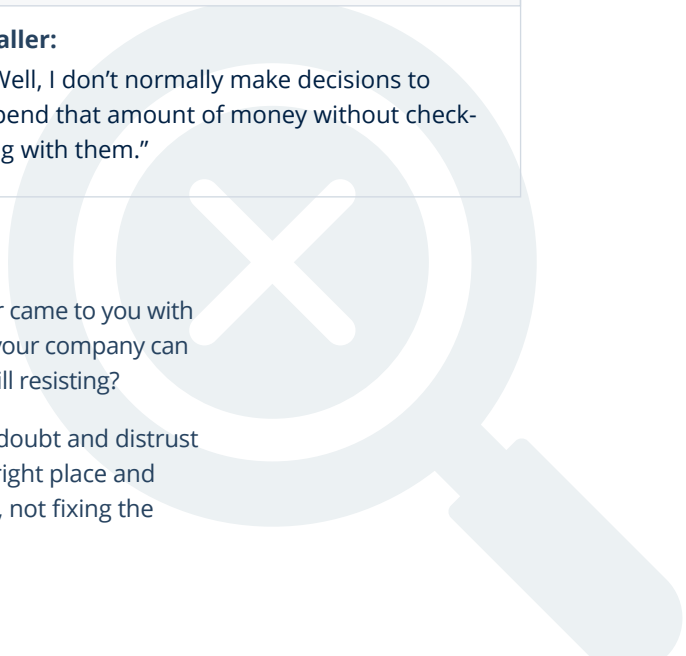 aller:
Well, I don’t normally make decisions to
pend that amount of money without check-
g with them.”
r came to you with
your company can
ill resisting?
doubt and distrust
right place and
, not fixing the